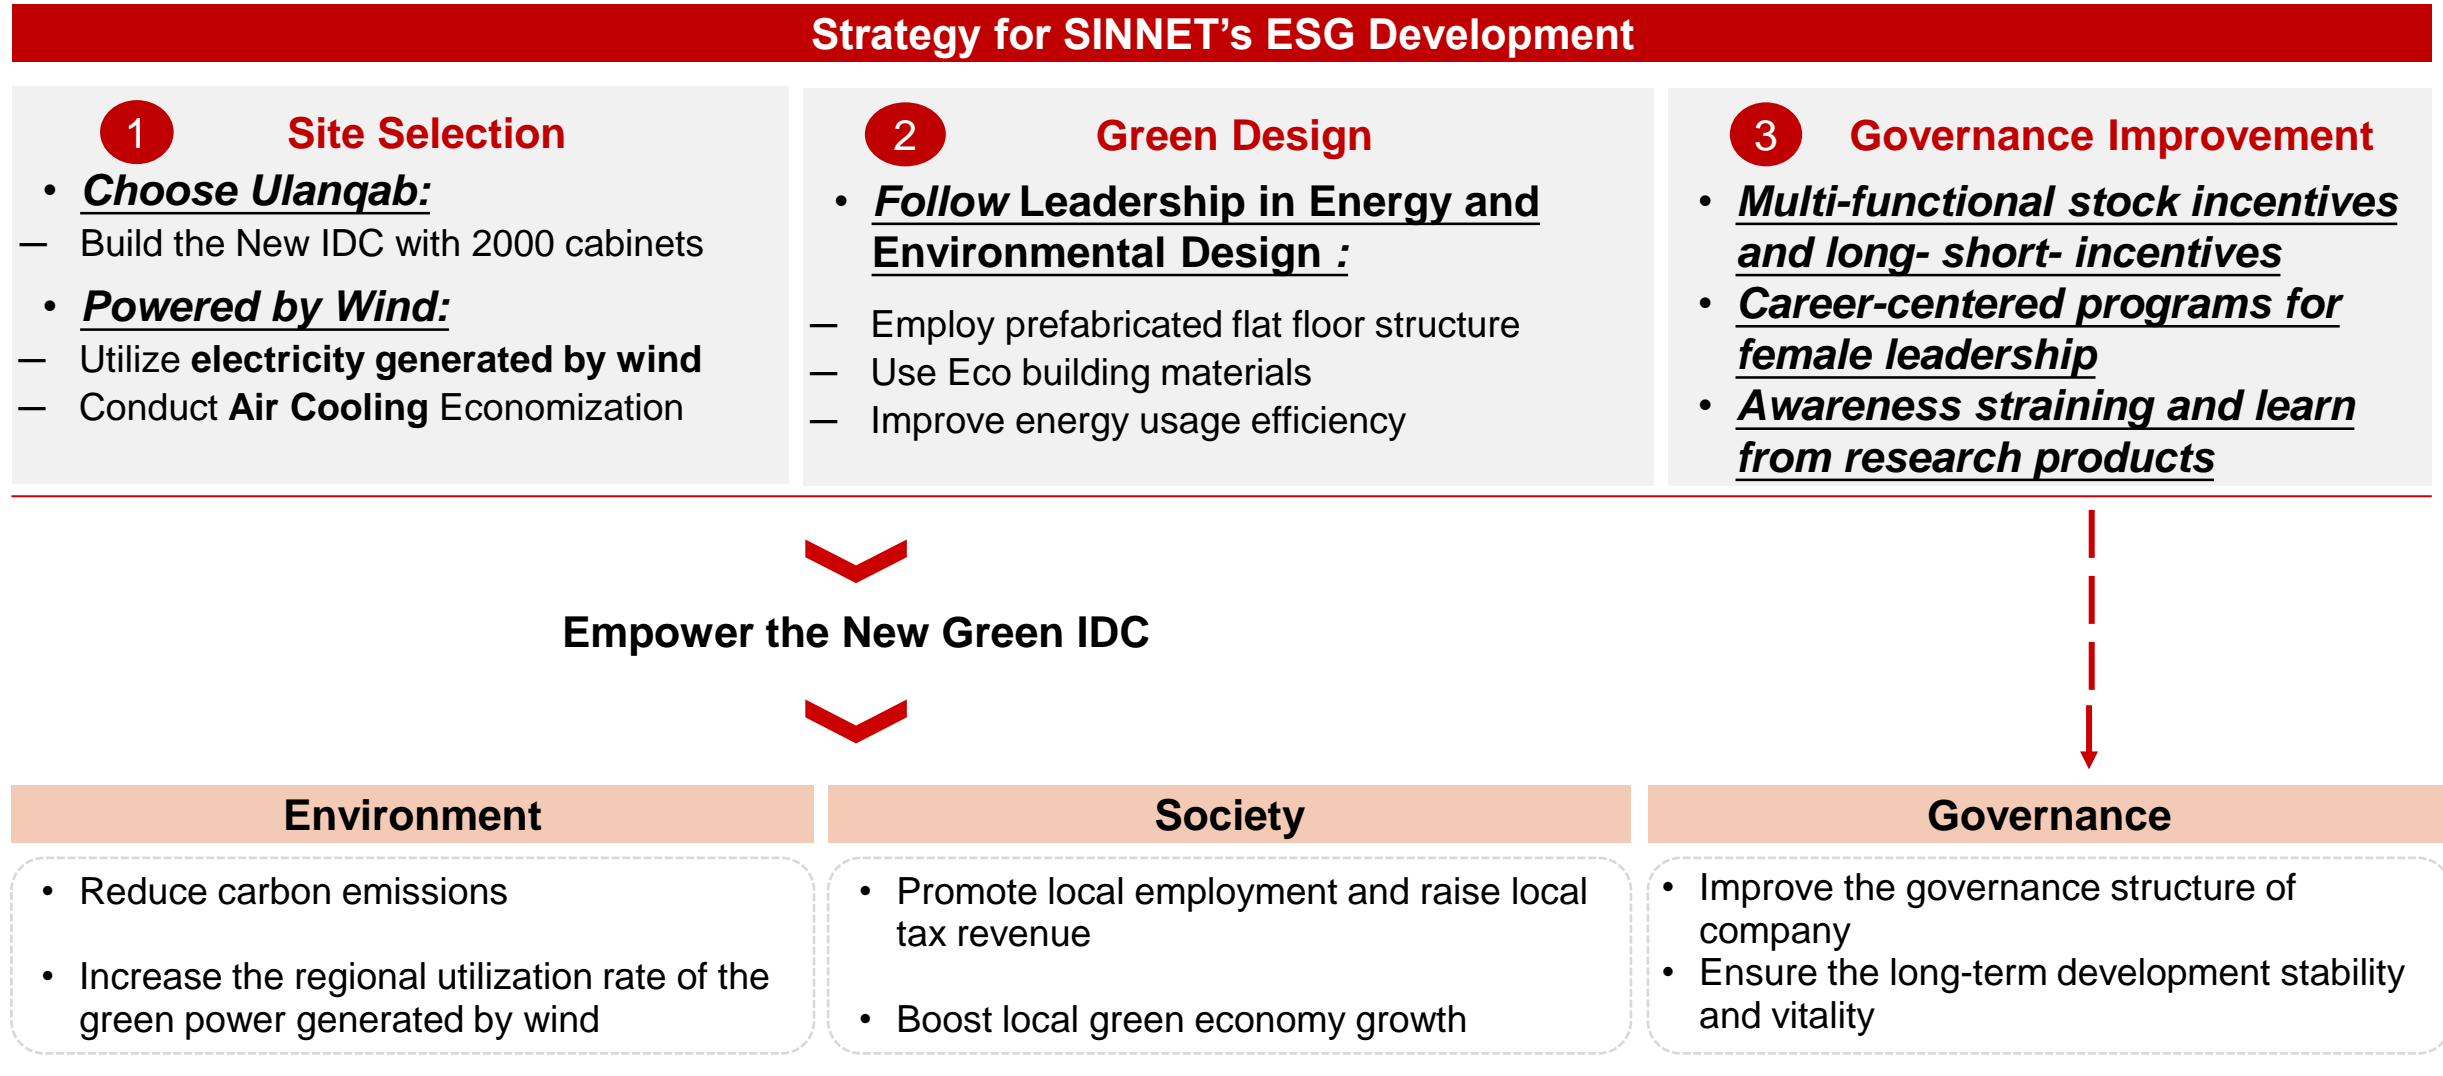 Strategy for SINNET’s ESG Development
1
Site Selection
• Choose Ulanqab:
— Build the New IDC with 2000 cabinets
• Powered by Wind:
— Utilize electricity generated by wind
— Conduct Air Cooling Economization
2
Green Design
• Follow Leadership in Energy and
Environmental Design :
— Employ prefabricated flat floor structure
— Use Eco building materials
— Improve energy usage efficiency
3
Governance Improvement
• Multi-functional stock incentives
and long- short- incentives
• Career-centered programs for
female leadership
• Awareness straining and learn
from research products
Empower the New Green IDC
Environment
• Reduce carbon emissions
• Increase the regional utilization rate of the
green power generated by wind
Society
• Promote local employment and raise local
tax revenue
• Boost local green economy growth
Governance
• Improve the governance structure of
company
• Ensure the long-term development stability
and vitality